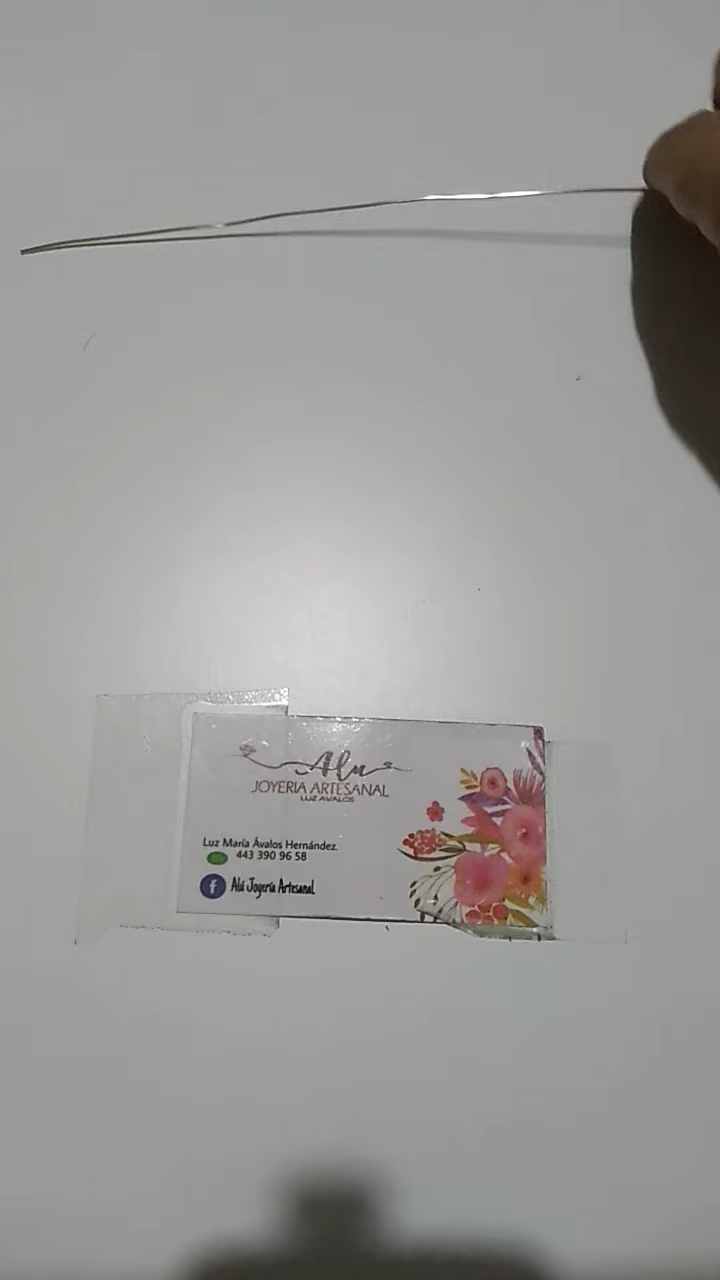 Alu
JOYERIA ARTESANAL
LUZ AVALOS
Luz María Ávalos Hernández.
443 390 96 58
f Alú Joyería Artesanal